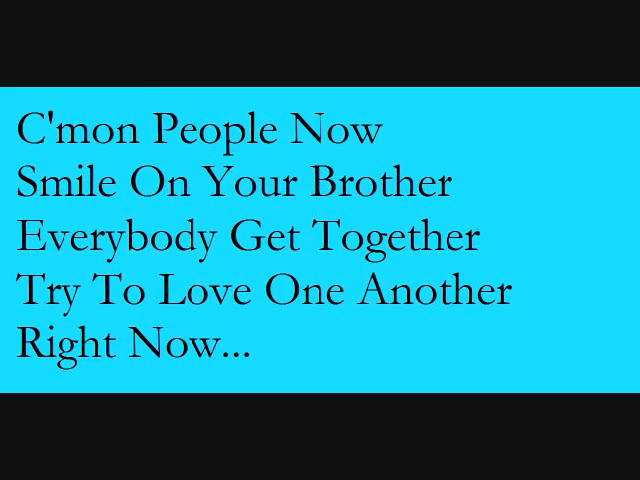 C'mon People Now
Smile On Your Brother
Everybody Get Together
Try To Love One Another
Right Now...